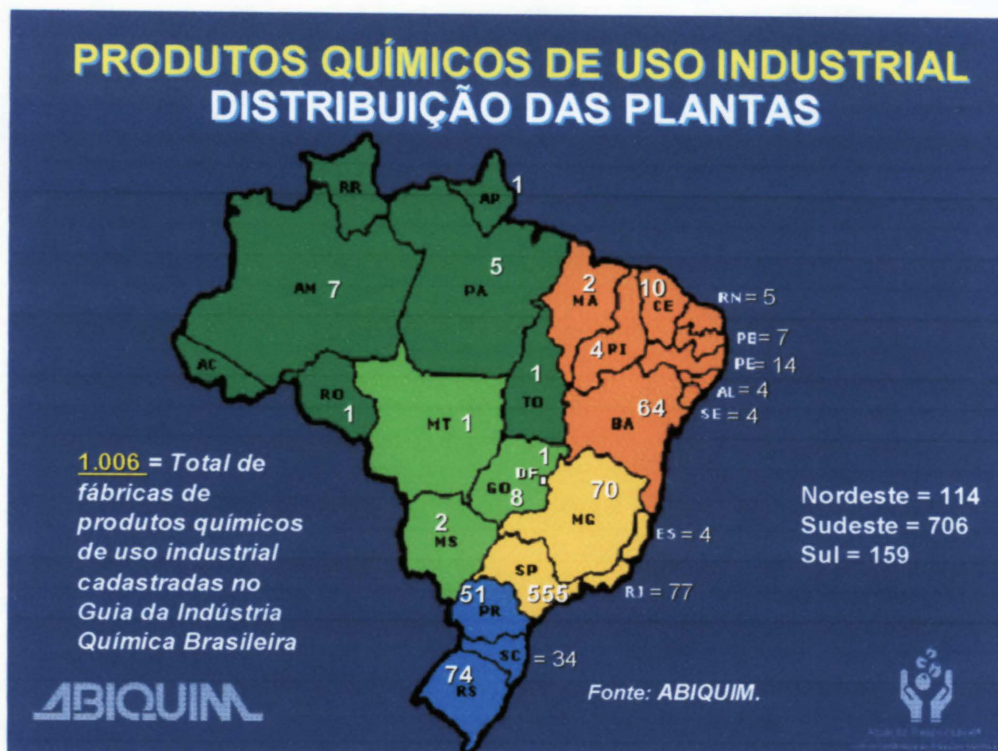 PRODUTOS QUÍMICOS DE USO INDUSTRIAL
DISTRIBUIÇÃO DAS PLANTAS
RR
AP 1
AM 7
PA 5
MA 2
CE 10
RN = 5
PI 4
PB = 7
PE = 14
AC
RO 1
TO 1
AL = 4
SE = 4
BA 64
MT 1
DF 1
GO 8
MG 70
MS 2
ES = 4
SP 555
RJ = 77
PR 51
SC = 34
RS 74
1.006 = Total de
fábricas de
produtos químicos
de uso industrial
cadastradas no
Guia da Indústria
Química Brasileira
Nordeste = 114
Sudeste = 706
Sul = 159
Fonte: ABIQUIM.
ABIQUIM